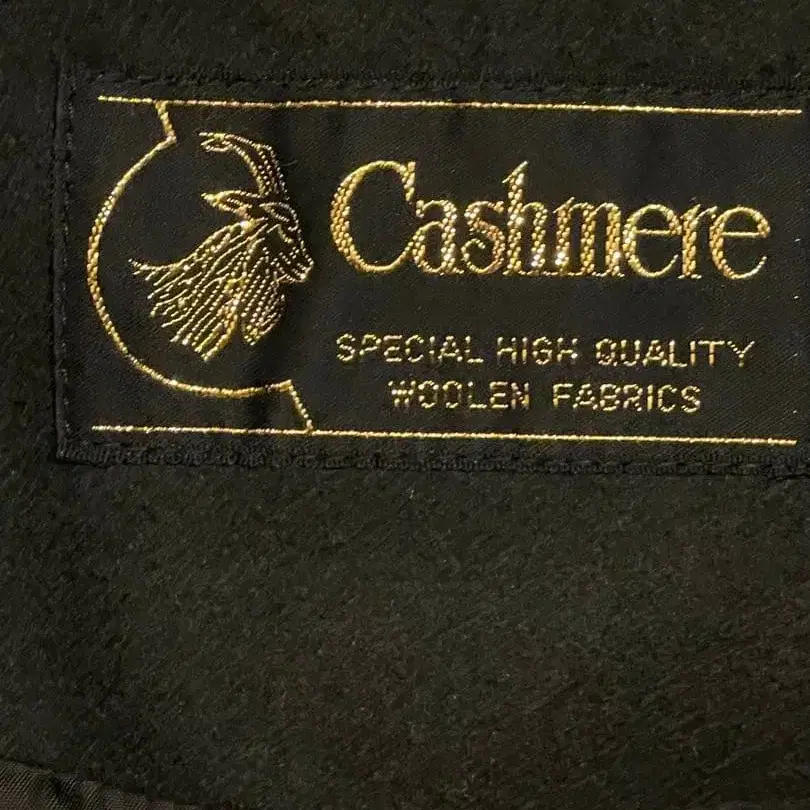 Cashmere
SPECIAL HIGH QUALITY
WOOLEN FABRICS